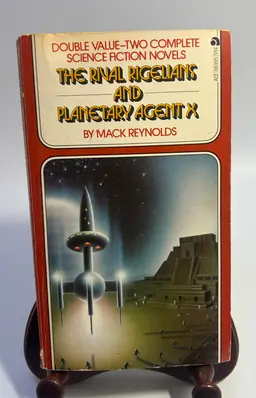 DOUBLE VALUE–TWO COMPLETE
SCIENCE FICTION NOVELS
THE RIVAL RIGELIANS
AND
PLANETARY AGENT X
BY MACK REYNOLDS